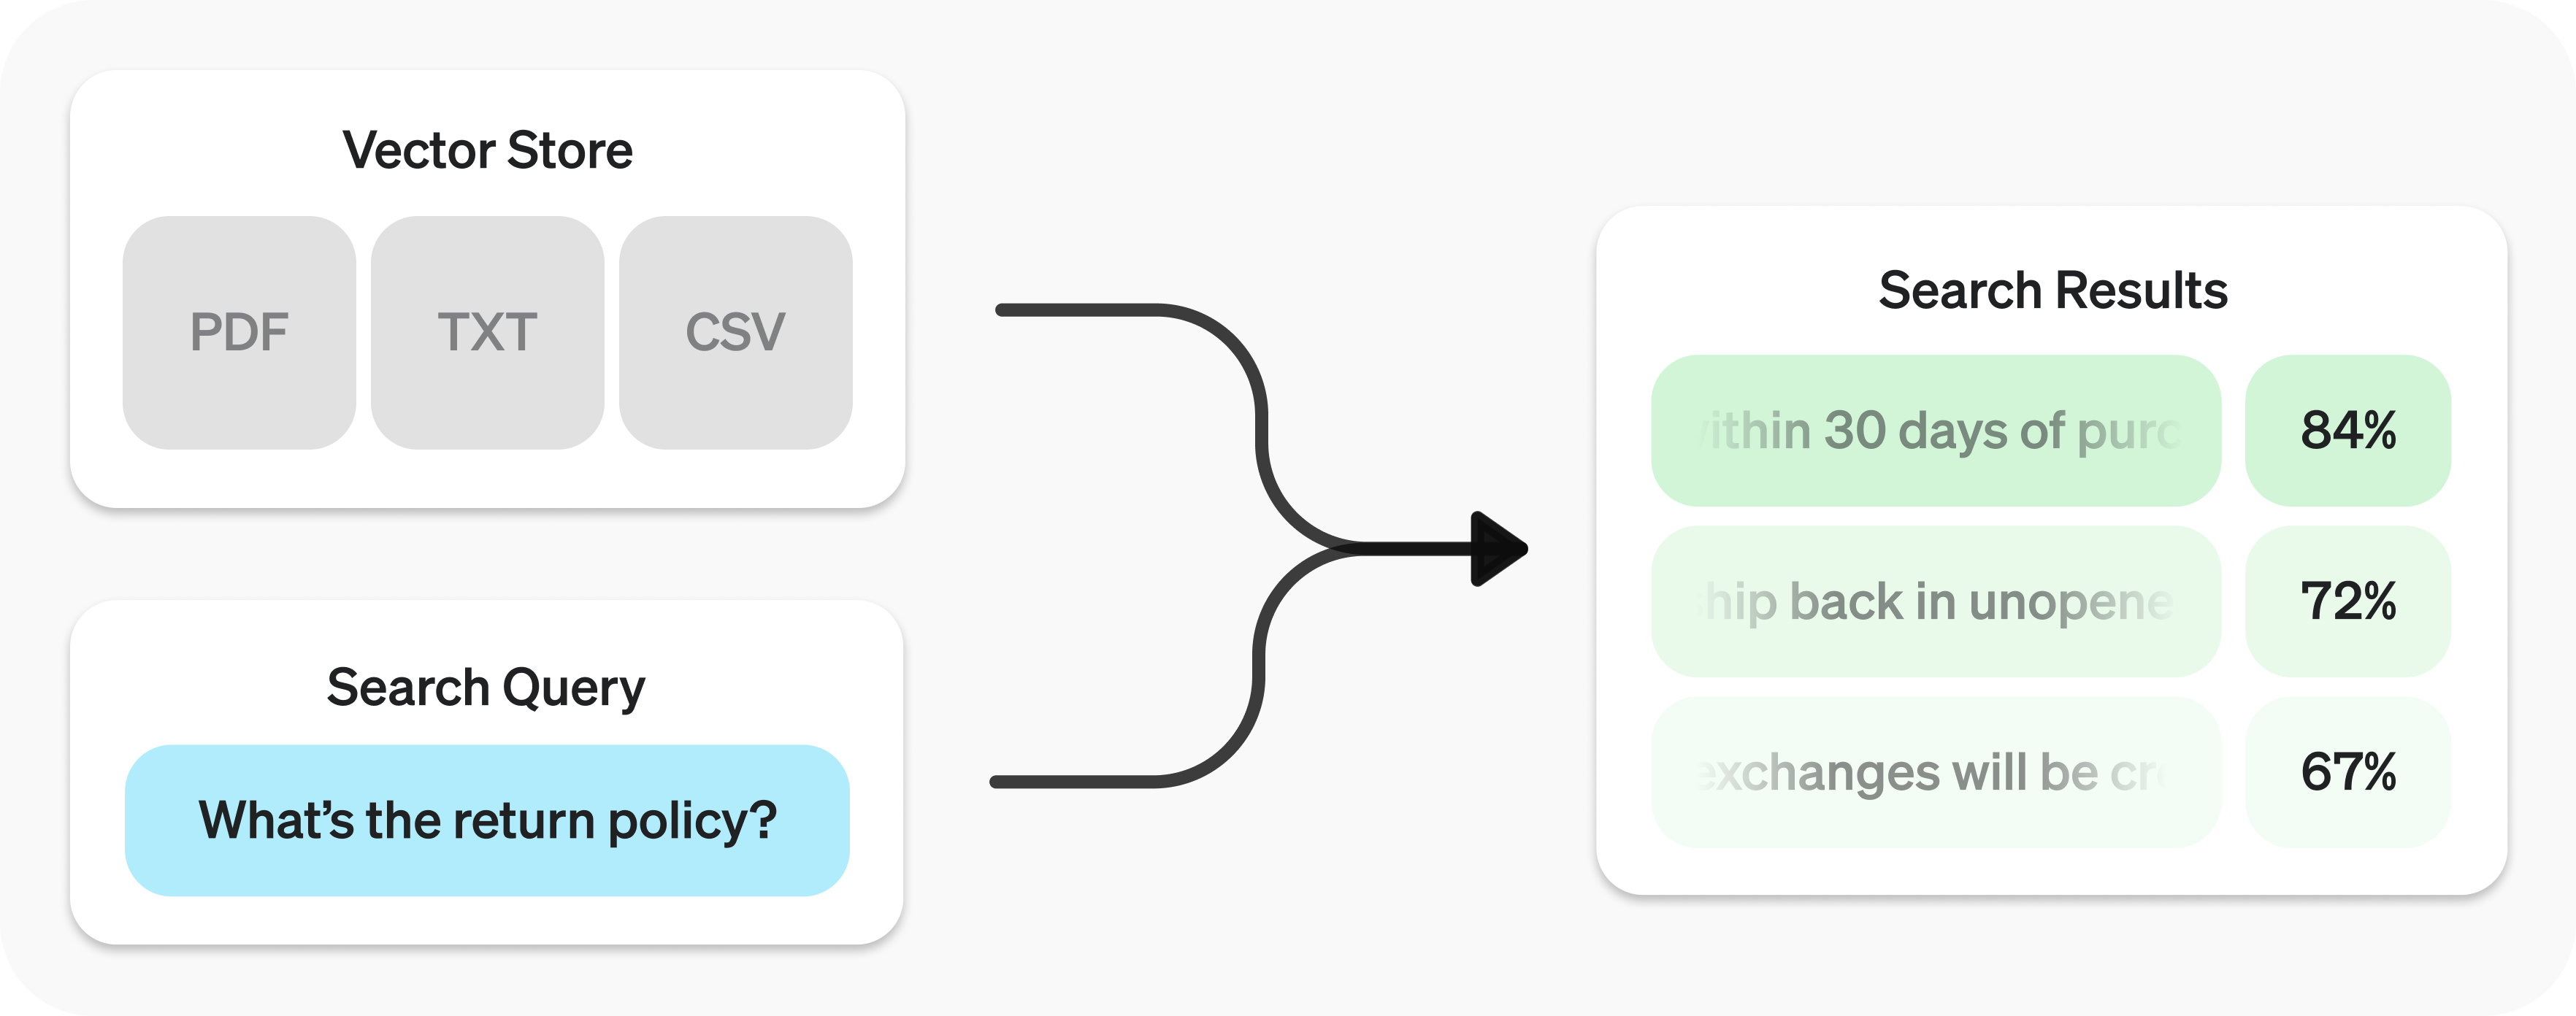 Vector Store
PDF TXT CSV
Search Query
What’s the return policy?
Search Results
ithin 30 days of purc 84%
hip back in unopene 72%
exchanges will be cr 67%